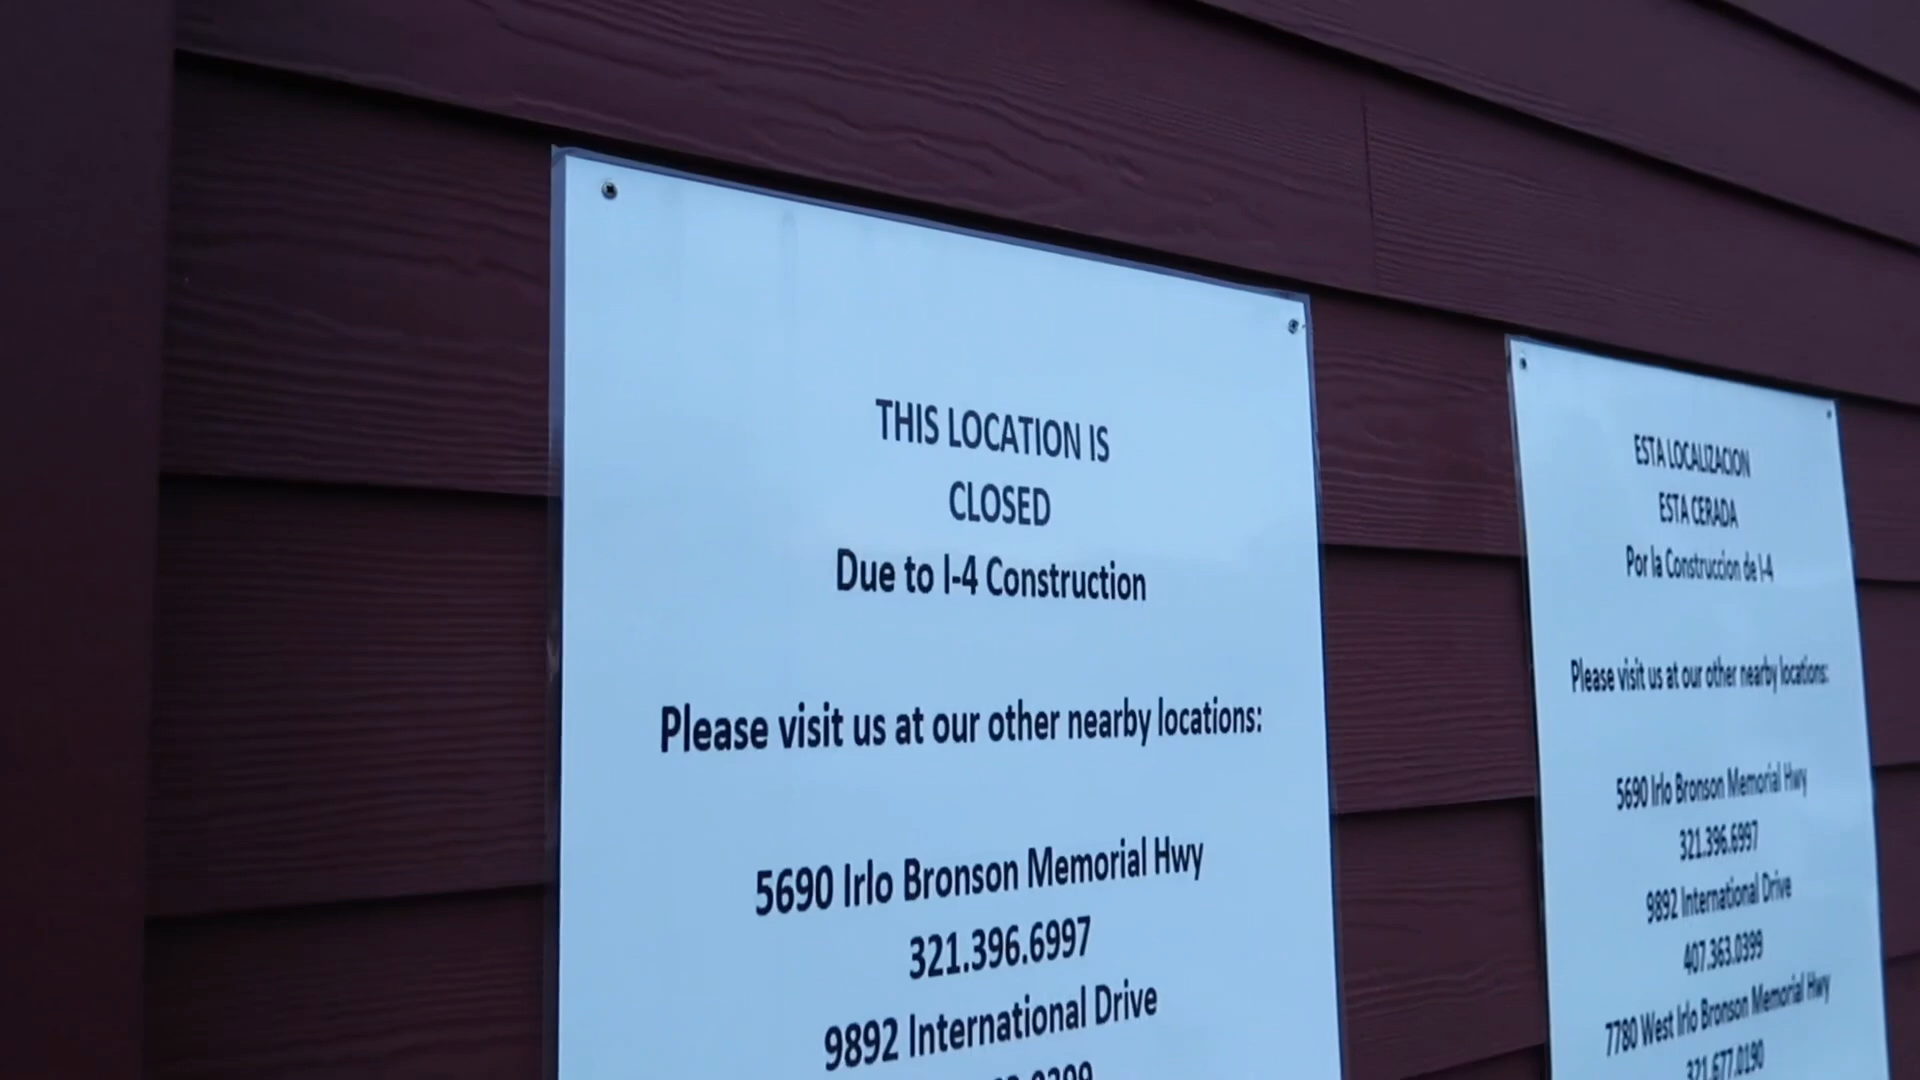 THIS LOCATION IS
CLOSED
Due to I-4 Construction
Please visit us at our other nearby locations:
5690 Irlo Bronson Memorial Hwy
321.396.6997
9892 International Drive
ESTA LOCALIZACION
ESTA CERADA
Por la Construccion de I-4
Please visit us at our other nearby locations:
5690 Irlo Bronson Memorial Hwy
321.396.6997
9892 International Drive
407.363.0399
7780 West Irlo Bronson Memorial Hwy
321.677.0190